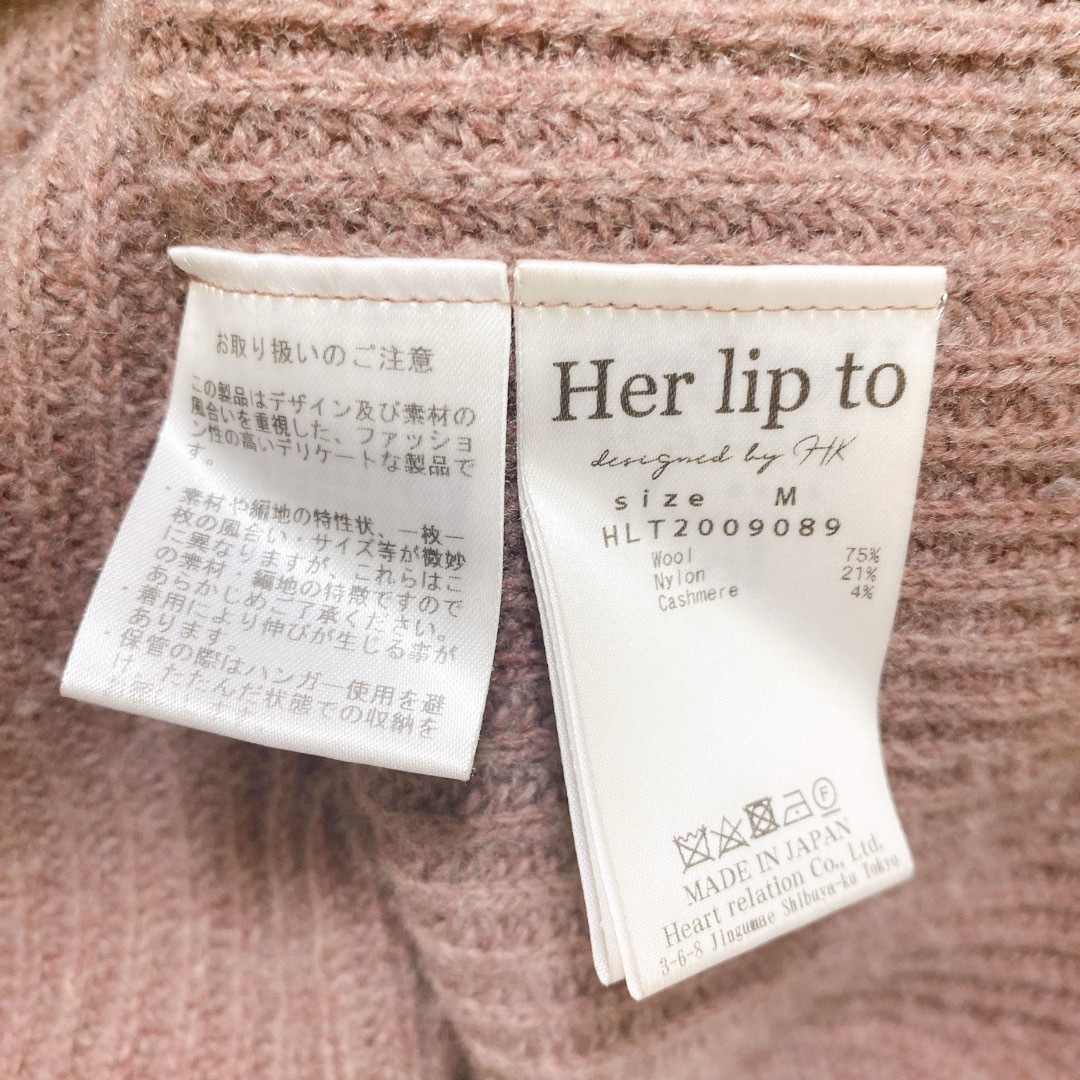 お取り扱いのご注意
この製品はデザイン及び素材の
風合いを重視した、ファッショ
ン性の高いデリケートな製品で
す。
・素材や編地の特性状、一枚一
枚の風合い・サイズ等が微妙
に異なりますが、これらはこ
の素材・編地の特徴ですので
あらかじめご了承ください。
・着用により伸びが生じる事が
あります。
・保管の際はハンガー使用を避
け、たたんだ状態での収納を
Her lip to
designed by HK
size M
HLT2009089
Wool 75%
Nylon 21%
Cashmere 4%
F
MADE IN JAPAN
Heart relation Co., Ltd.
3-6-8 Jingumae Shibuya-ku Tokyo